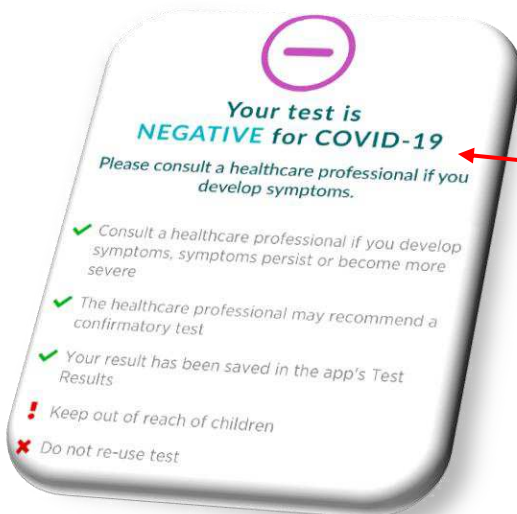 Your test is
NEGATIVE for COVID-19
Please consult a healthcare professional if you
develop symptoms.
Consult a healthcare professional if you develop
symptoms, symptoms persist or become more
severe
The healthcare professional may recommend a
confirmatory test
Your result has been saved in the app's Test
Results
Keep out of reach of children
Do not re-use test